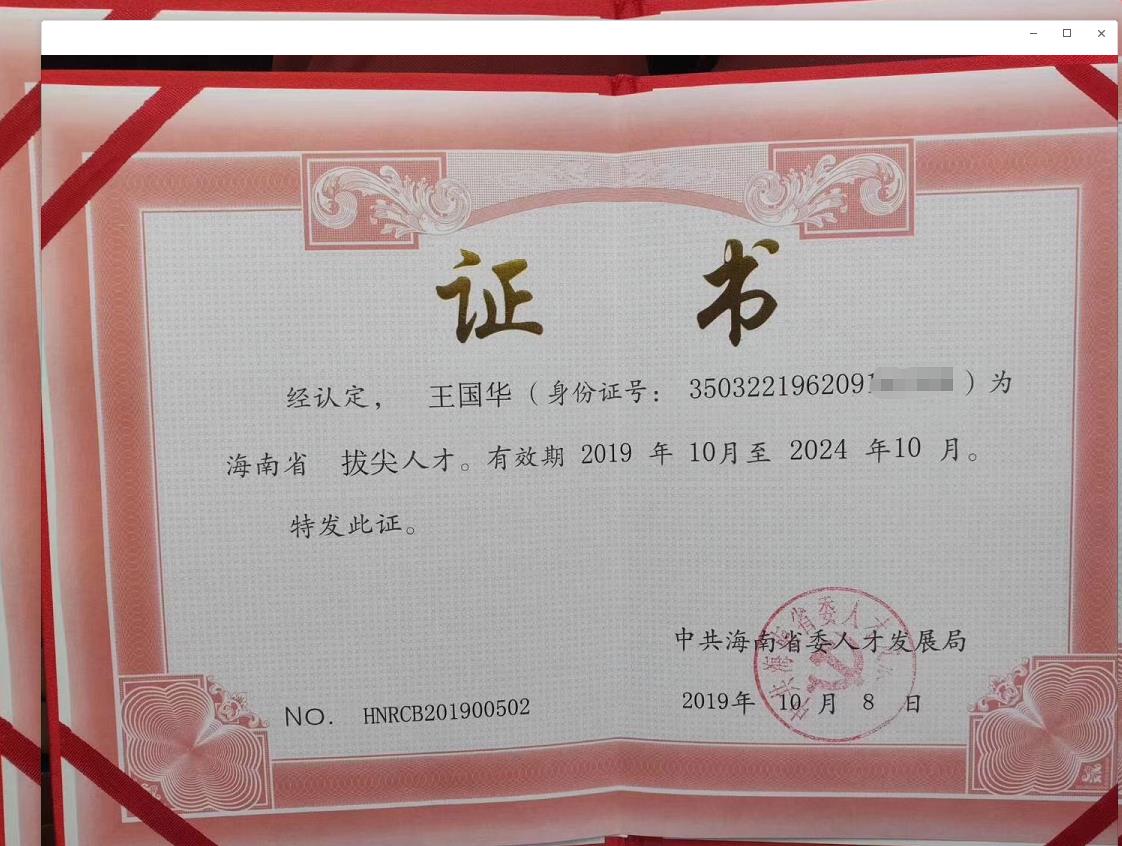 证 书
经认定， 王国华（身份证号： 3503221962091 ）为
海南省 拔尖人才。有效期 2019 年 10月至 2024 年10 月。
特发此证。
中共海南省委人才发展局
2019年 10 月 8 日
NO. HNRCB201900502